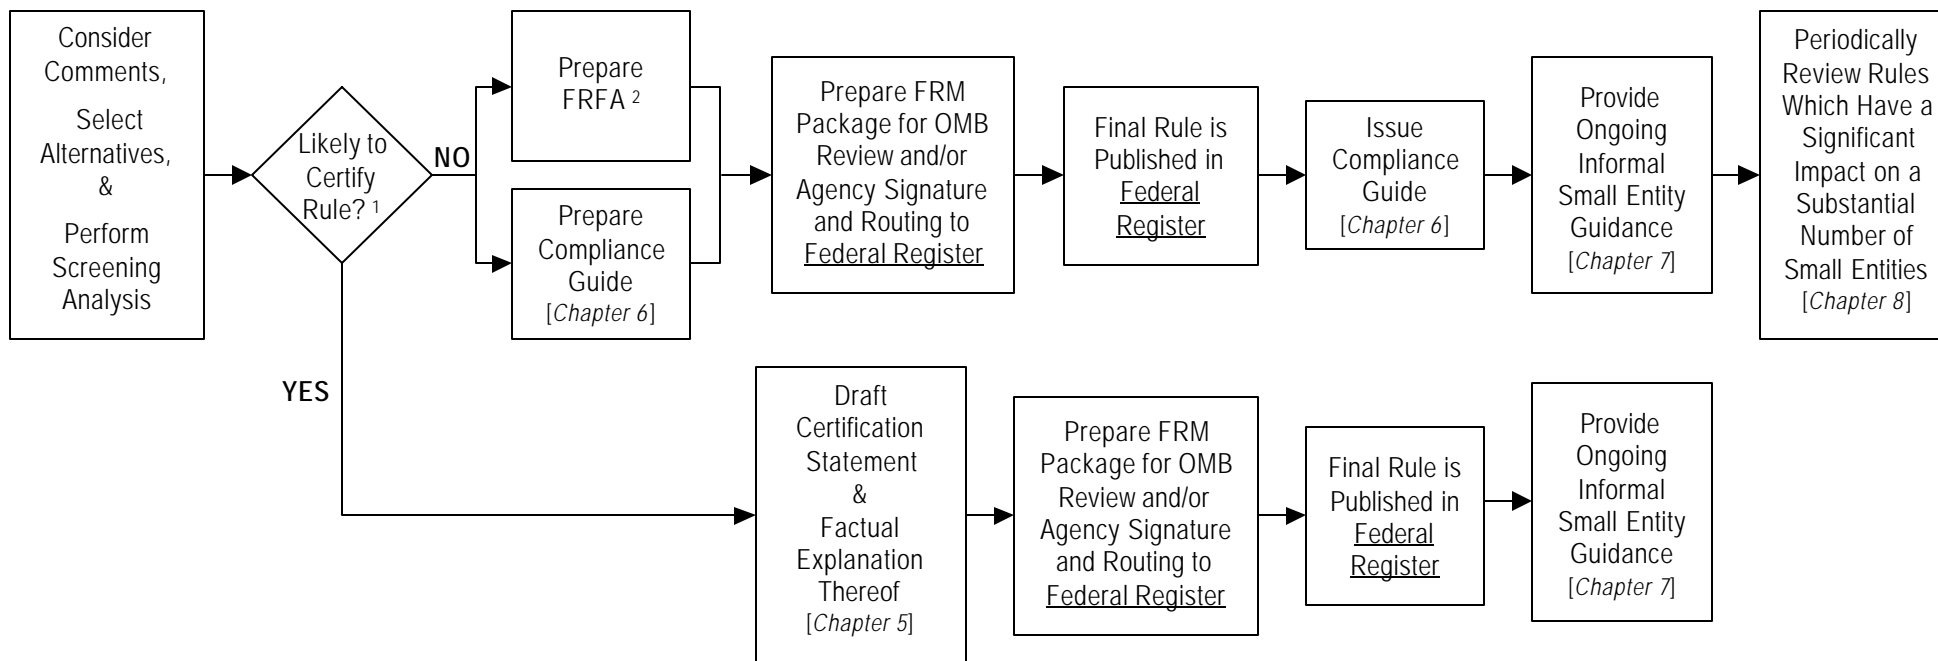 Consider
Comments,
Select
Alternatives,
&
Perform
Screening
Analysis
Likely to
Certify
Rule? 1
NO
YES
Prepare
FRFA 2
Prepare
Compliance
Guide
[Chapter 6]
Prepare FRM
Package for OMB
Review and/or
Agency Signature
and Routing to
Federal Register
Final Rule is
Published in
Federal
Register
Issue
Compliance
Guide
[Chapter 6]
Provide
Ongoing
Informal
Small Entity
Guidance
[Chapter 7]
Periodically
Review Rules
Which Have a
Significant
Impact on a
Substantial
Number of
Small Entities
[Chapter 8]
Draft
Certification
Statement
&
Factual
Explanation
Thereof
[Chapter 5]
Prepare FRM
Package for OMB
Review and/or
Agency Signature
and Routing to
Federal Register
Final Rule is
Published in
Federal
Register
Provide
Ongoing
Informal
Small Entity
Guidance
[Chapter 7]